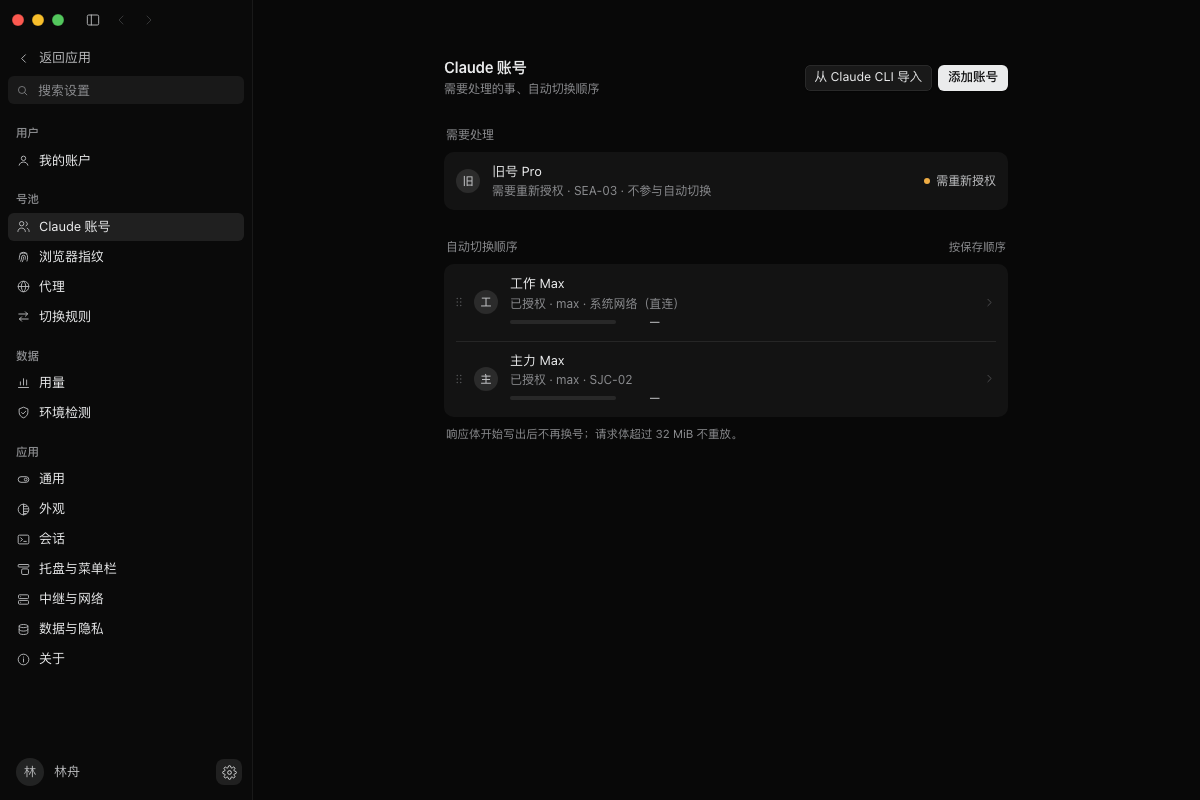 返回应用
搜索设置
用户
我的账户
号池
Claude 账号
浏览器指纹
代理
切换规则
数据
用量
环境检测
应用
通用
外观
会话
托盘与菜单栏
中继与网络
数据与隐私
关于
林
林舟
Claude 账号
需要处理的事、自动切换顺序
从 Claude CLI 导入
添加账号
需要处理
旧
旧号 Pro
需要重新授权 · SEA-03 · 不参与自动切换
需重新授权
自动切换顺序
按保存顺序
工
工作 Max
已授权 · max · 系统网络（直连）
—
主
主力 Max
已授权 · max · SJC-02
—
响应体开始写出后不再换号；请求体超过 32 MiB 不重放。